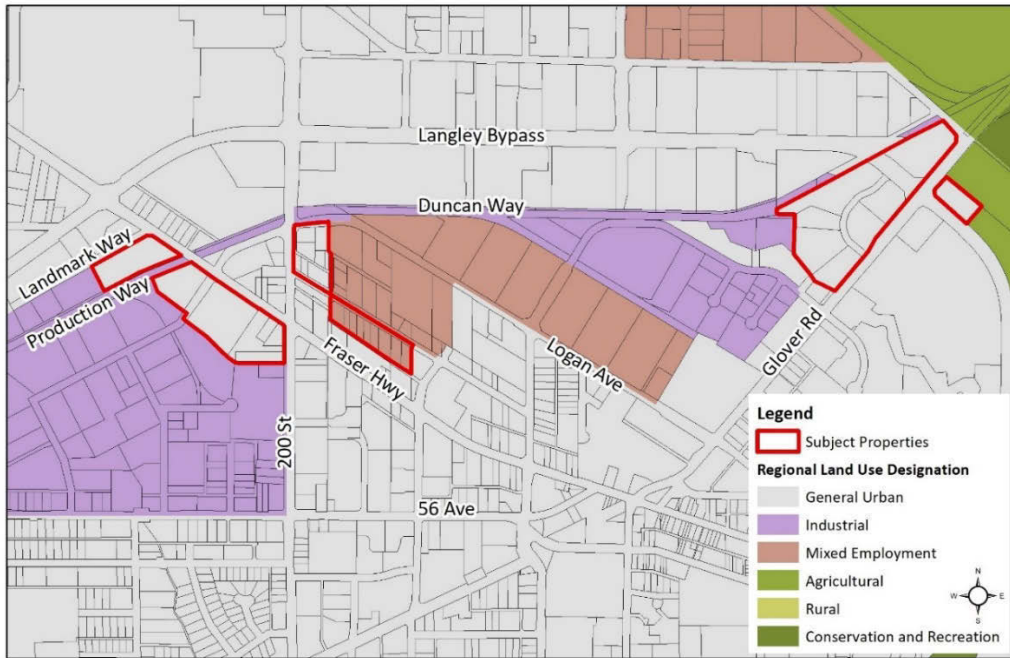 Langley Bypass
Duncan Way
Landmark Way
Production Way
Glover Rd
Logan Ave
Fraser Hwy
200 St
56 Ave
Legend
Subject Properties
Regional Land Use Designation
General Urban
Industrial
Mixed Employment
Agricultural
Rural
Conservation and Recreation
N
W E
S